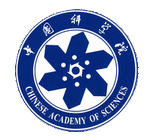 中国科学院
CHINESE ACADEMY OF SCIENCES